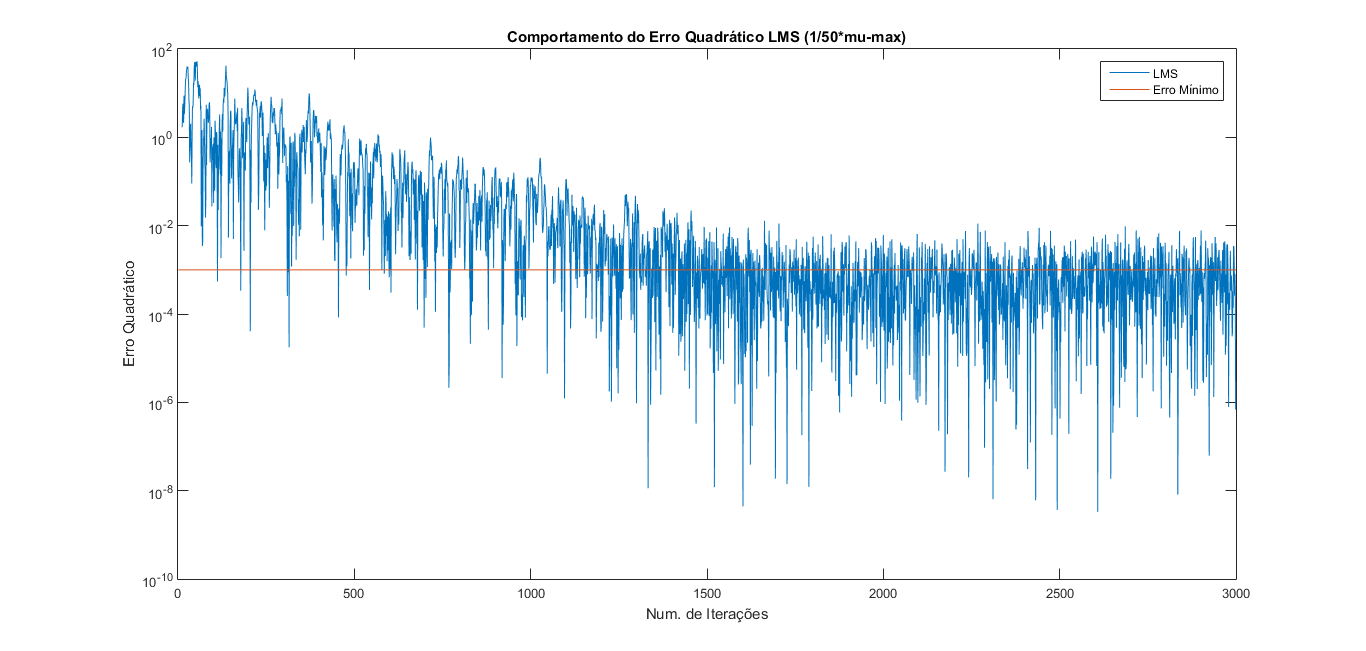 Comportamento do Erro Quadrático LMS (1/50*mu-max)
10^2
10^0
10^-2
10^-4
10^-6
10^-8
10^-10
Erro Quadrático
LMS
Erro Mínimo
0 500 1000 1500 2000 2500 3000
Num. de Iterações